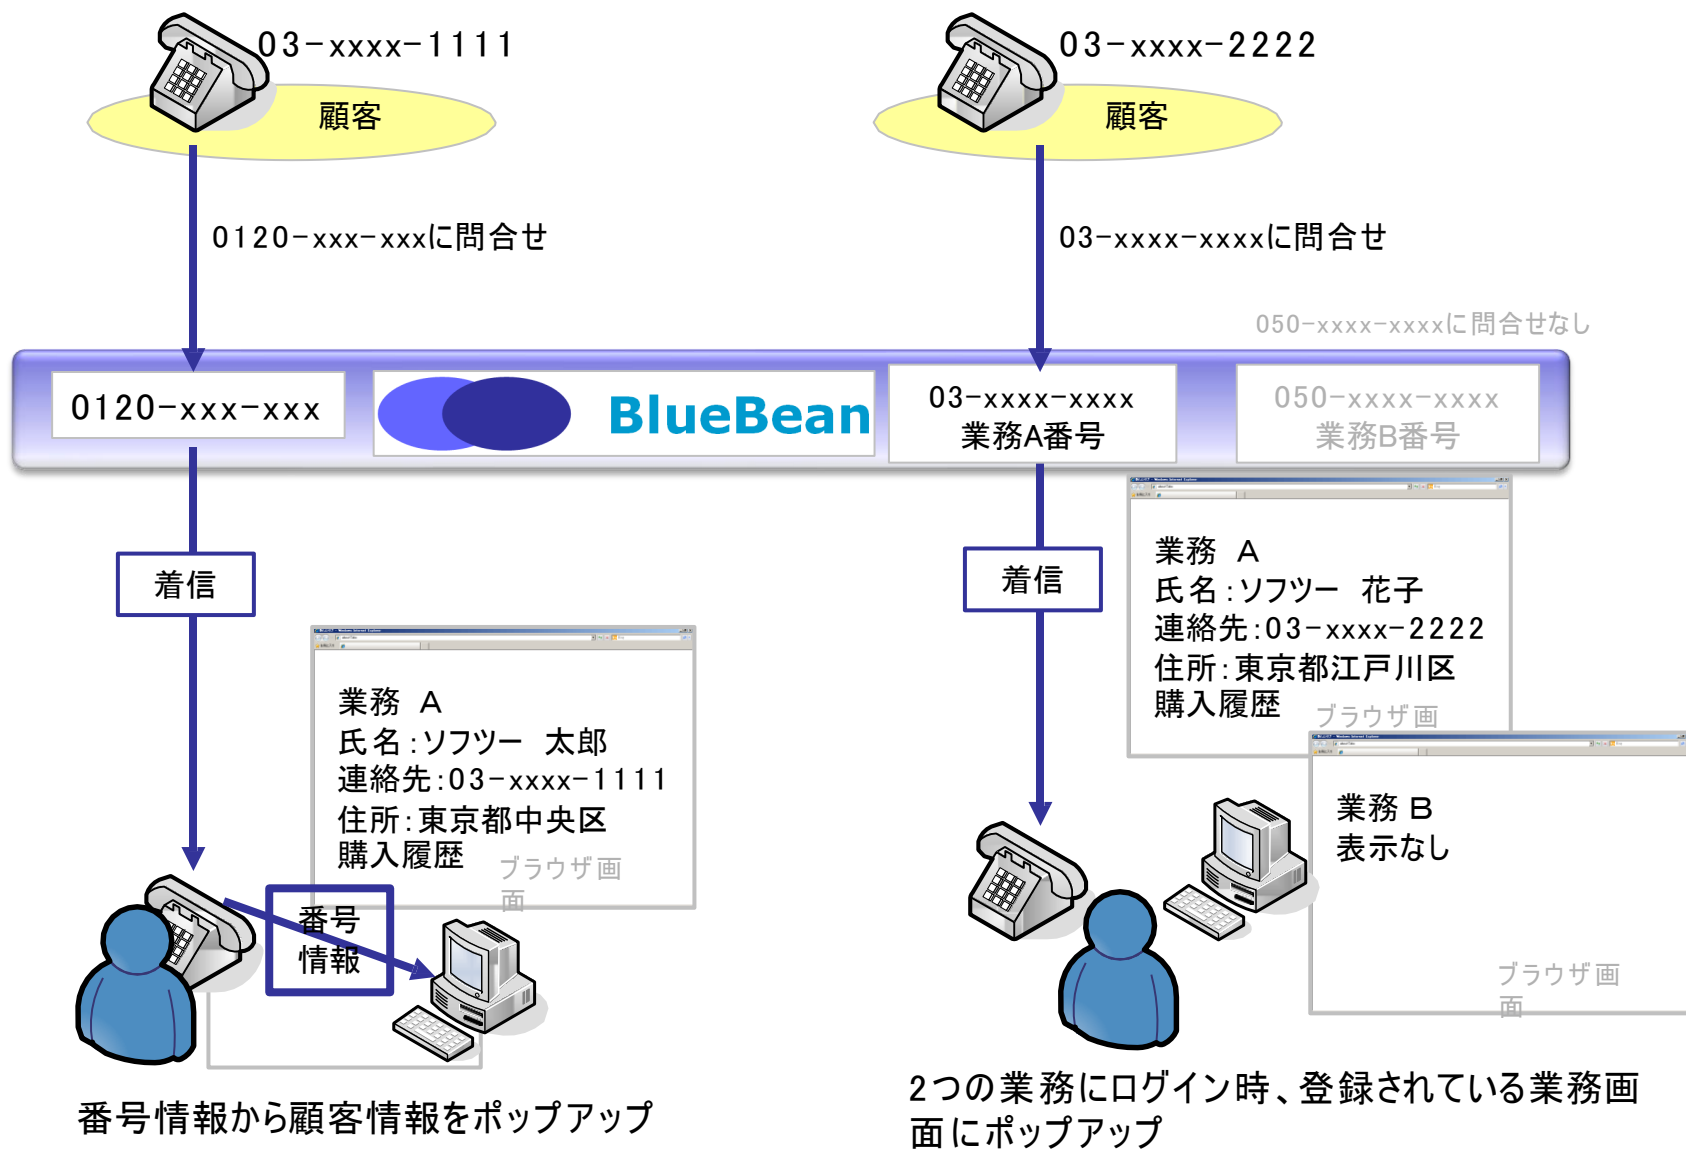 03-xxxx-1111
顧客
0120-xxx-xxxに問合せ
03-xxxx-2222
顧客
03-xxxx-xxxxに問合せ
050-xxxx-xxxxに問合せなし
0120-xxx-xxx
BlueBean
03-xxxx-xxxx
業務A番号
050-xxxx-xxxx
業務B番号
着信
業務 A
氏名:ソフツー 太郎
連絡先:03-xxxx-1111
住所:東京都中央区
購入履歴
ブラウザ画
面
番号
情報
番号情報から顧客情報をポップアップ
着信
業務 A
氏名:ソフツー 花子
連絡先:03-xxxx-2222
住所:東京都江戸川区
購入履歴
ブラウザ画
業務 B
表示なし
ブラウザ画
面
2つの業務にログイン時、登録されている業務画
面にポップアップ